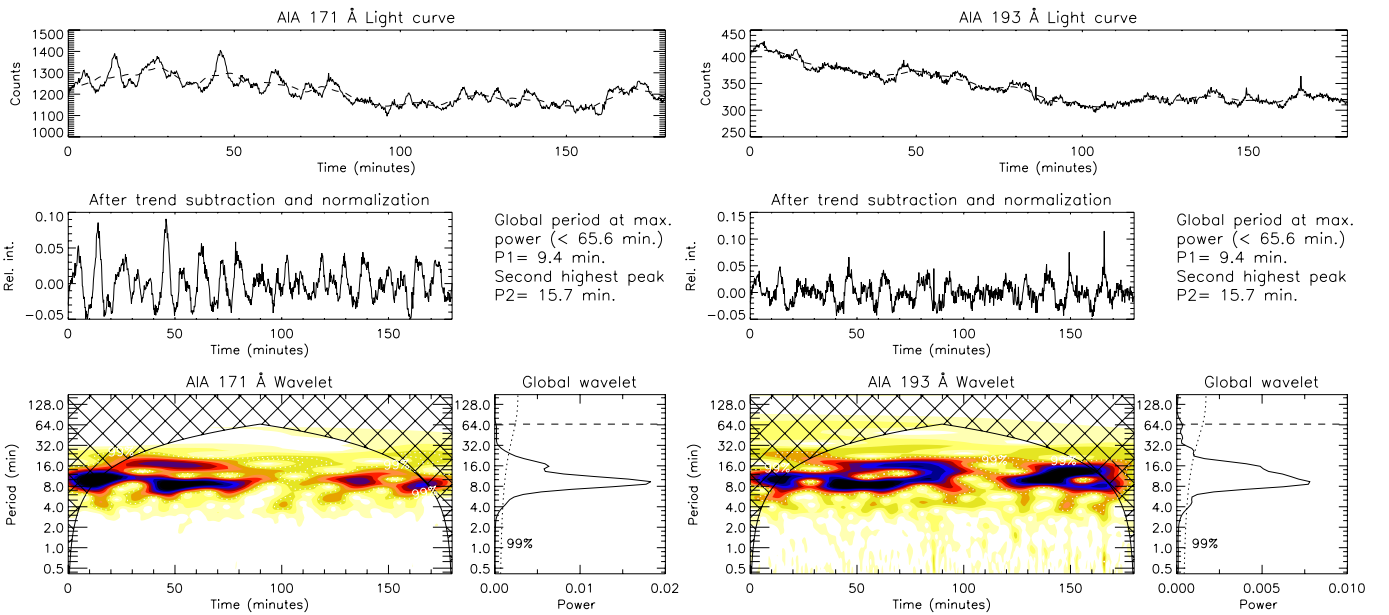 AIA 171 Å Light curve
1500
1400
1300
1200
1100
1000
Counts
0 50 100 150
Time (minutes)
AIA 193 Å Light curve
450
400
350
300
250
Counts
0 50 100 150
Time (minutes)
After trend subtraction and normalization
0.10
0.05
0.00
−0.05
Rel. int.
0 50 100 150
Time (minutes)
Global period at max.
power (< 65.6 min.)
P1= 9.4 min.
Second highest peak
P2= 15.7 min.
After trend subtraction and normalization
0.15
0.10
0.05
0.00
−0.05
Rel. int.
0 50 100 150
Time (minutes)
Global period at max.
power (< 65.6 min.)
P1= 9.4 min.
Second highest peak
P2= 15.7 min.
AIA 171 Å Wavelet
128.0
64.0
32.0
16.0
8.0
4.0
2.0
1.0
0.5
Period (min)
99%
99%
99%
0 50 100 150
Time (minutes)
Global wavelet
128.0
64.0
32.0
16.0
8.0
4.0
2.0
1.0
0.5
99%
0.00 0.01 0.02
Power
AIA 193 Å Wavelet
128.0
64.0
32.0
16.0
8.0
4.0
2.0
1.0
0.5
Period (min)
99%
99%
99%
0 50 100 150
Time (minutes)
Global wavelet
128.0
64.0
32.0
16.0
8.0
4.0
2.0
1.0
0.5
99%
0.000 0.005 0.010
Power